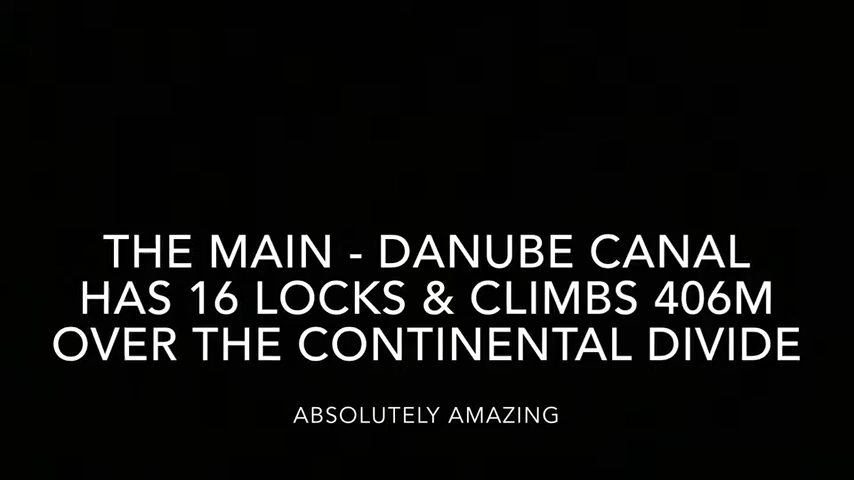 THE MAIN - DANUBE CANAL
HAS 16 LOCKS & CLIMBS 406M
OVER THE CONTINENTAL DIVIDE
ABSOLUTELY AMAZING